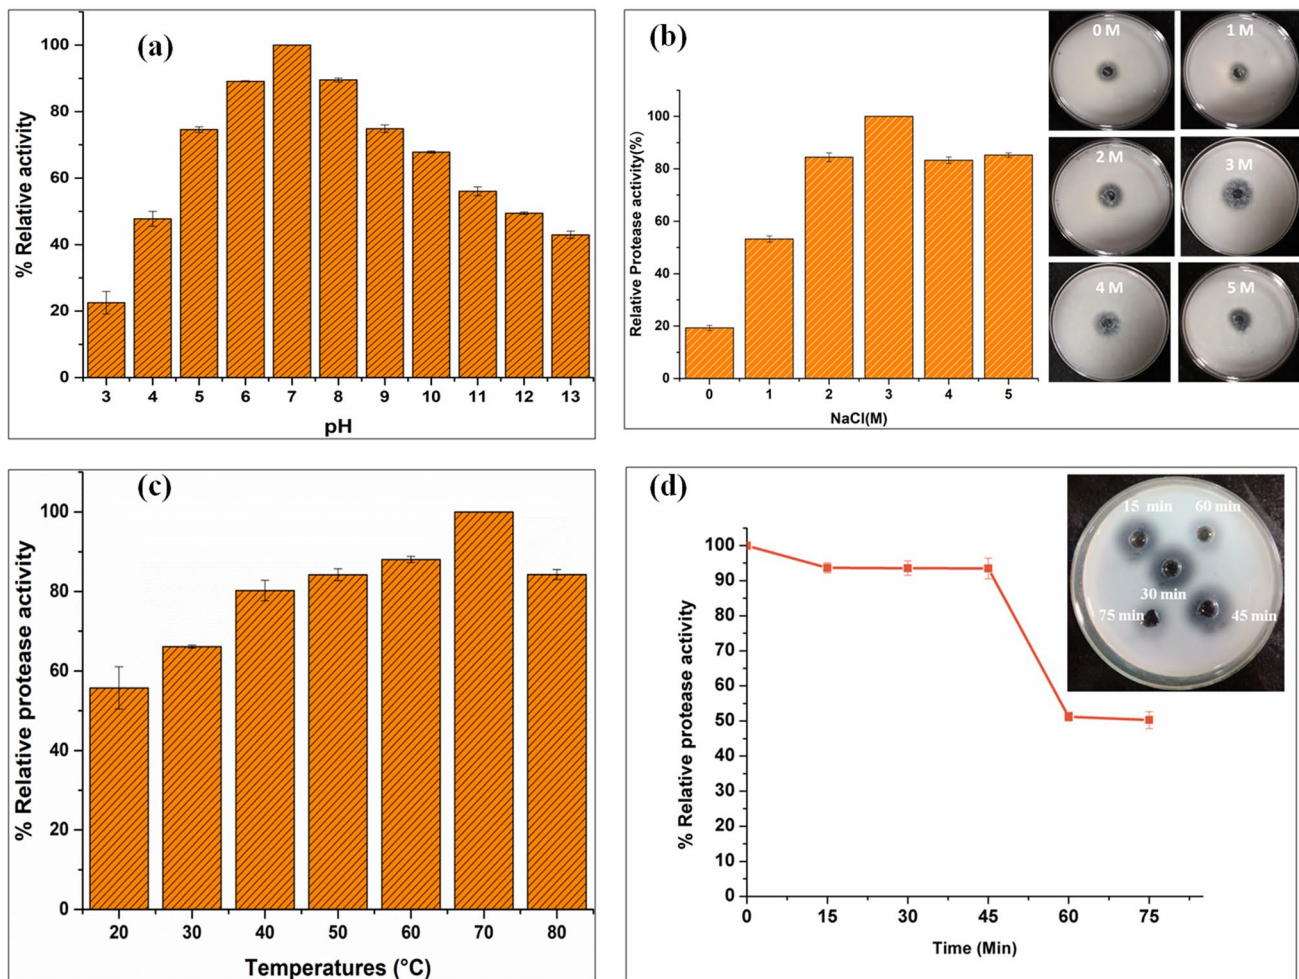 (a)
% Relative activity
100
80
60
40
20
0
3 4 5 6 7 8 9 10 11 12 13
pH
(b)
Relative Protease activity(%)
100
80
60
40
20
0
0 1 2 3 4 5
NaCl(M)
0 M
1 M
2 M
3 M
4 M
5 M
(c)
% Relative protease activity
100
80
60
40
20
0
20 30 40 50 60 70 80
Temperatures (°C)
(d)
% Relative protease activity
100
90
80
70
60
50
40
30
20
10
0
0 15 30 45 60 75
Time (Min)
15 min
60 min
30 min
75 min
45 min